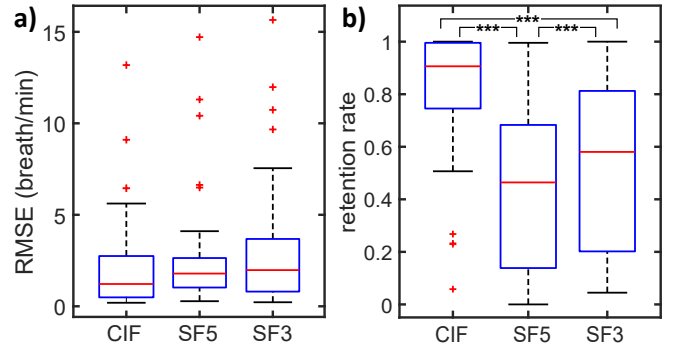 a)
RMSE (breath/min)
15
10
5
0
CIF SF5 SF3
b)
retention rate
1
0.8
0.6
0.4
0.2
0
***
*** ***
CIF SF5 SF3